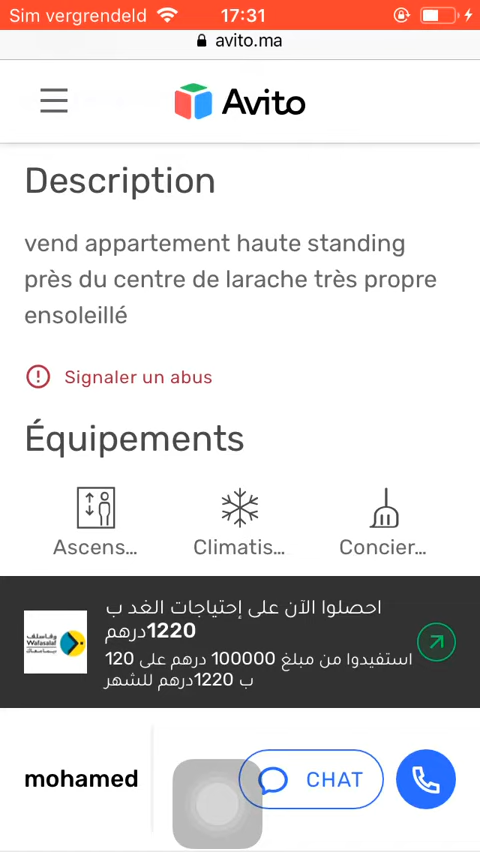 Sim vergrendeld 17:31
avito.ma
Avito
Description
vend appartement haute standing
près du centre de larache très propre
ensoleillé
Signaler un abus
Équipements
Ascens... Climatis... Concier...
احصلوا الآن على إحتياجات الغد ب
1220درهم
استفيدوا من مبلغ 100000 درهم على 120
ب 1220درهم للشهر
وفاسلف
Wafasalaf
mohamed CHAT